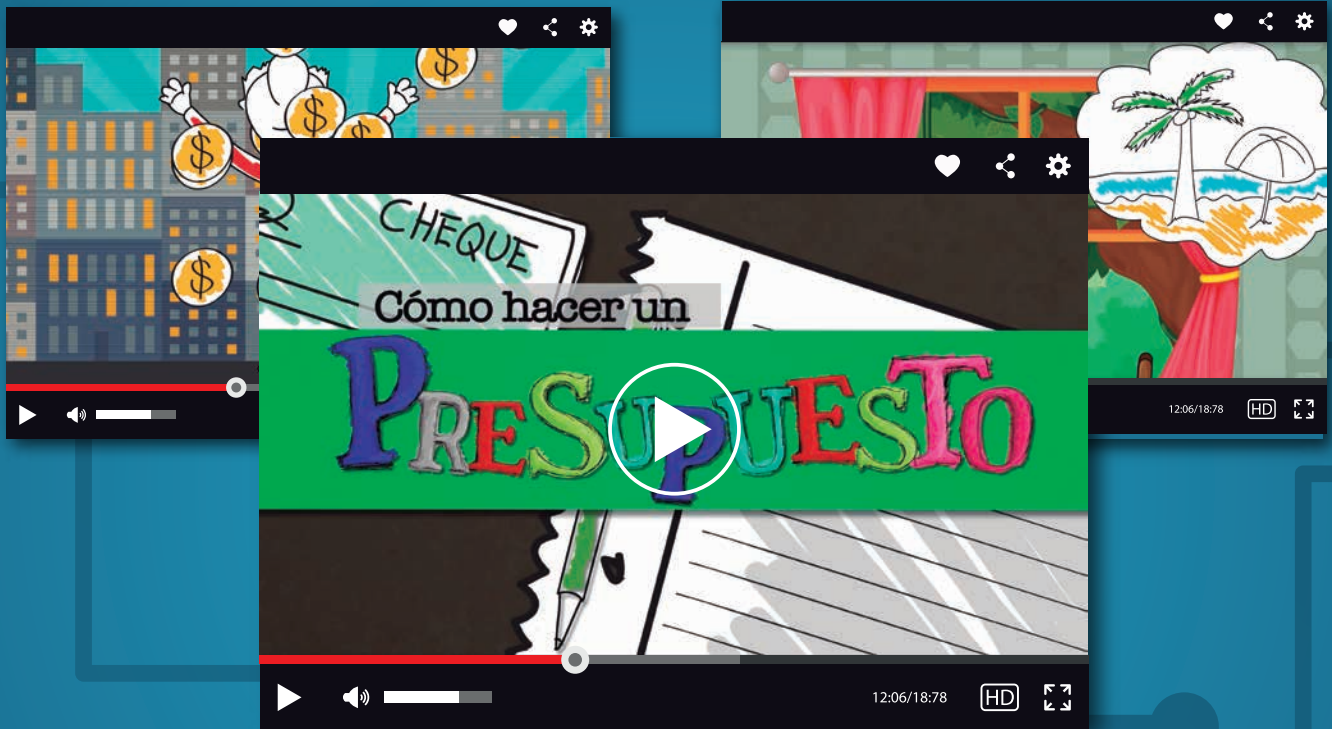 12:06/18:78
HD
CHEQUE
Cómo hacer un
PRESUPUESTO
12:06/18:78
HD
$
$
$
$